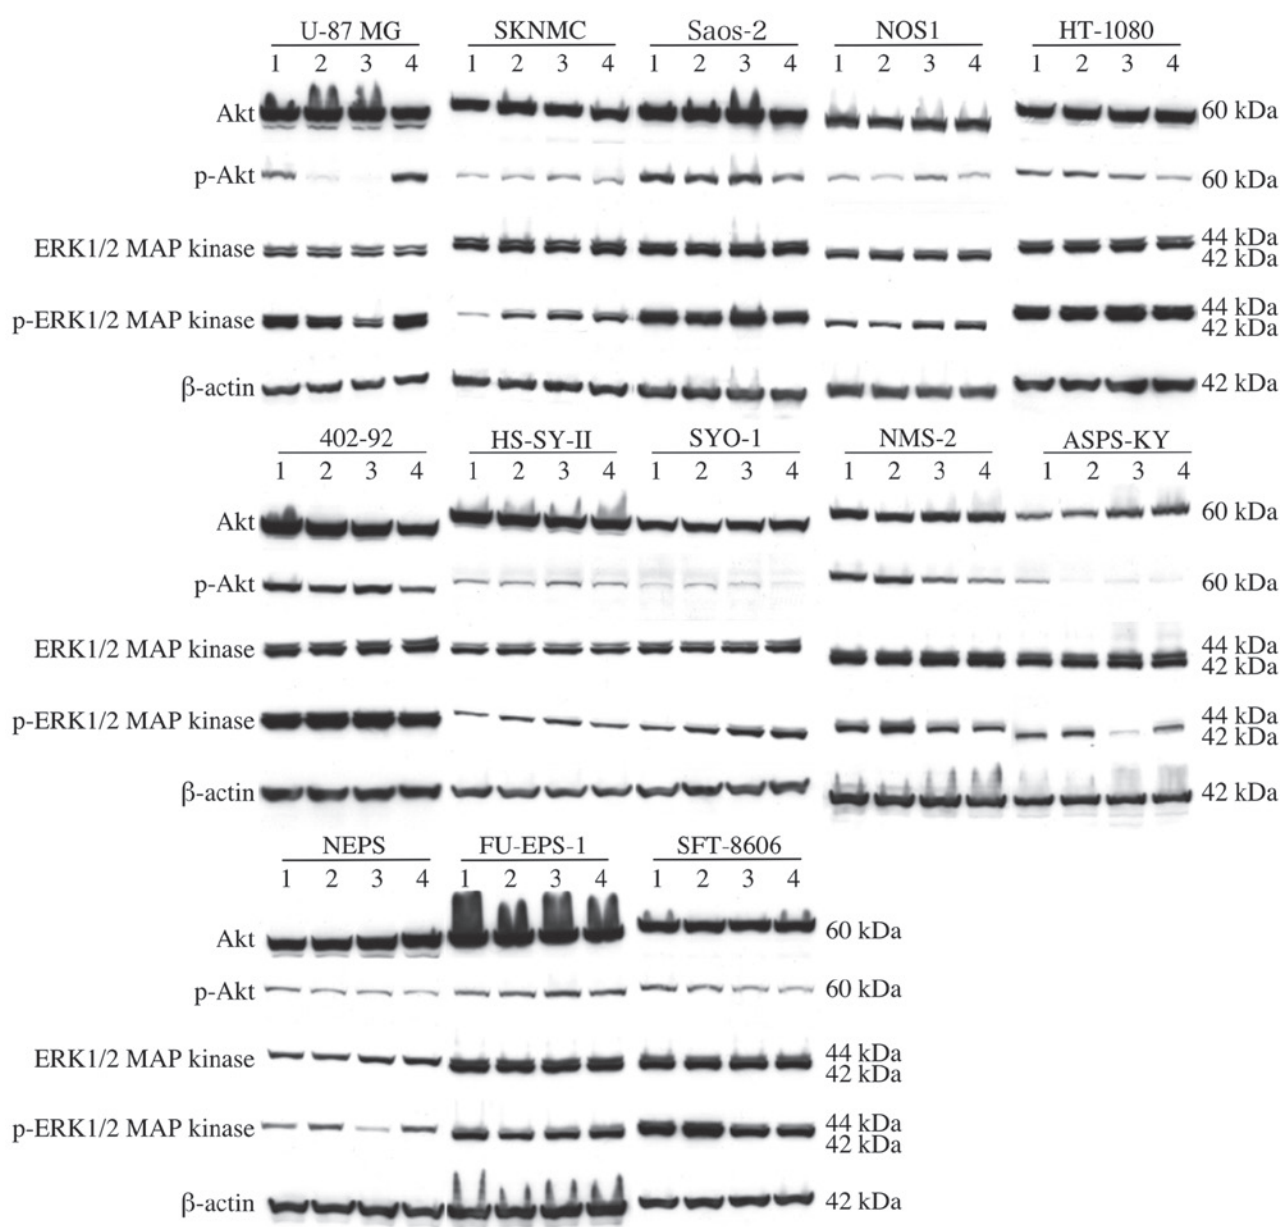 U-87 MG SKNMC Saos-2 NOS1 HT-1080
1 2 3 4 1 2 3 4 1 2 3 4 1 2 3 4 1 2 3 4
Akt 60 kDa
p-Akt 60 kDa
ERK1/2 MAP kinase 44 kDa
42 kDa
p-ERK1/2 MAP kinase 44 kDa
42 kDa
β-actin 42 kDa
402-92 HS-SY-II SYO-1 NMS-2 ASPS-KY
1 2 3 4 1 2 3 4 1 2 3 4 1 2 3 4 1 2 3 4
Akt 60 kDa
p-Akt 60 kDa
ERK1/2 MAP kinase 44 kDa
42 kDa
p-ERK1/2 MAP kinase 44 kDa
42 kDa
β-actin 42 kDa
NEPS FU-EPS-1 SFT-8606
1 2 3 4 1 2 3 4 1 2 3 4
Akt 60 kDa
p-Akt 60 kDa
ERK1/2 MAP kinase 44 kDa
42 kDa
p-ERK1/2 MAP kinase 44 kDa
42 kDa
β-actin 42 kDa